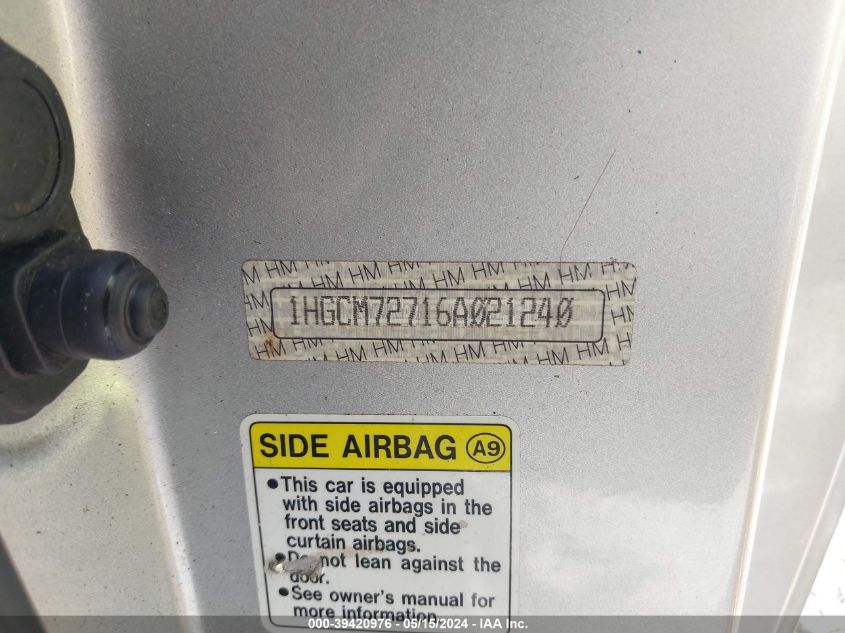 HM HM HM HM HM HM HM
1HGCM72716A021240
HM HM HM HM HM HM HM
SIDE AIRBAG A9
•This car is equipped
with side airbags in the
front seats and side
curtain airbags.
•Do not lean against the
door.
•See owner's manual for
more information.
000-39420976 - 05/15/2024 - IAA Inc.